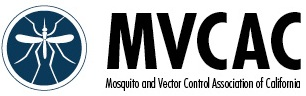 MVCAC
Mosquito and Vector Control Association of California